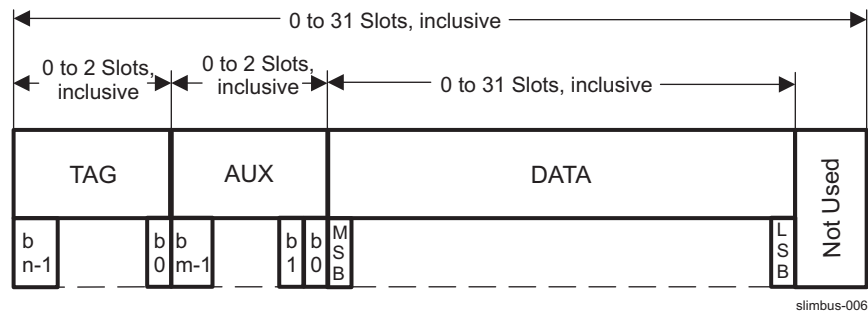 0 to 31 Slots, inclusive
0 to 2 Slots,
inclusive
0 to 2 Slots,
inclusive
0 to 31 Slots, inclusive
TAG
AUX
DATA
Not Used
b
n-1
b
0
b
m-1
b
1
b
0
M
S
B
L
S
B
slimbus-006